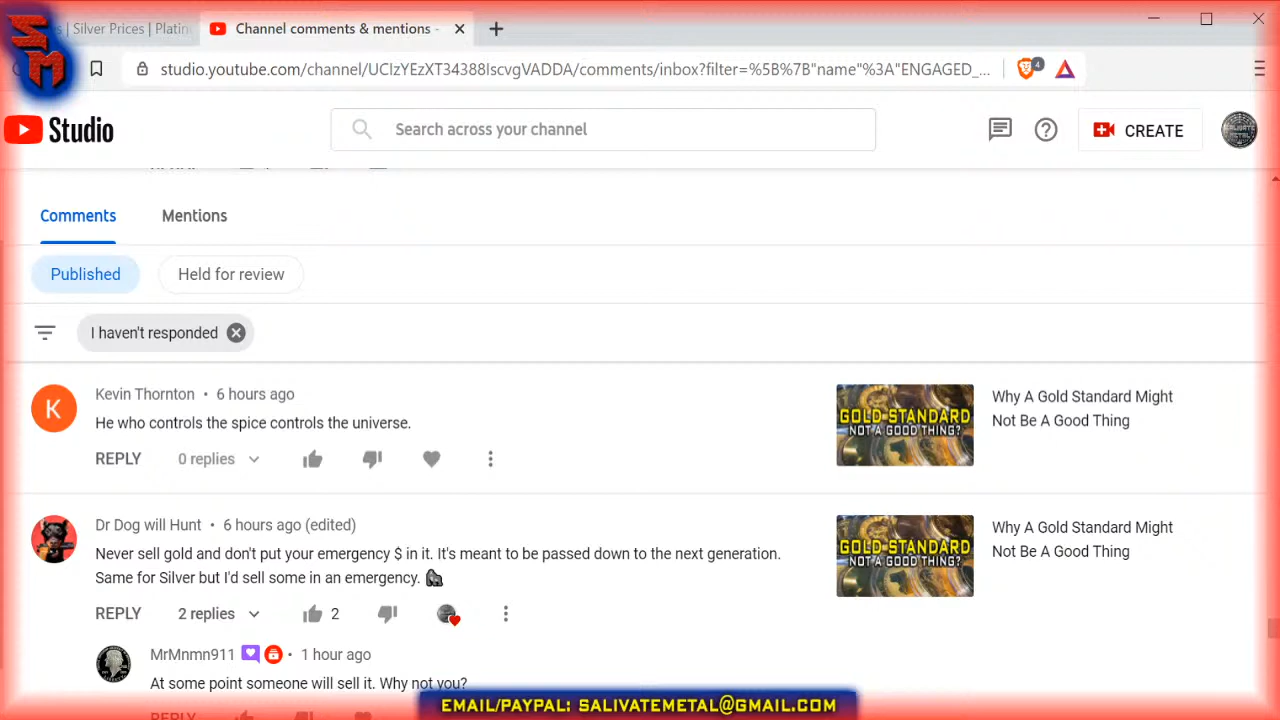 SM
s | Silver Prices | Platin
Channel comments & mentions -
studio.youtube.com/channel/UCIzYEzXT34388IscvgVADDA/comments/inbox?filter=%5B%7B"name"%3A"ENGAGED_...
4
Studio
Search across your channel
CREATE
Comments
Mentions
Published
Held for review
I haven't responded
K
Kevin Thornton • 6 hours ago
He who controls the spice controls the universe.
REPLY
0 replies
GOLD STANDARD
NOT A GOOD THING?
Why A Gold Standard Might
Not Be A Good Thing
Dr Dog will Hunt • 6 hours ago (edited)
Never sell gold and don't put your emergency $ in it. It's meant to be passed down to the next generation.
Same for Silver but I'd sell some in an emergency.
REPLY
2 replies
2
GOLD STANDARD
NOT A GOOD THING?
Why A Gold Standard Might
Not Be A Good Thing
MrMnmn911 • 1 hour ago
At some point someone will sell it. Why not you?
REPLY
EMAIL/PAYPAL: SALIVATEMETAL@GMAIL.COM